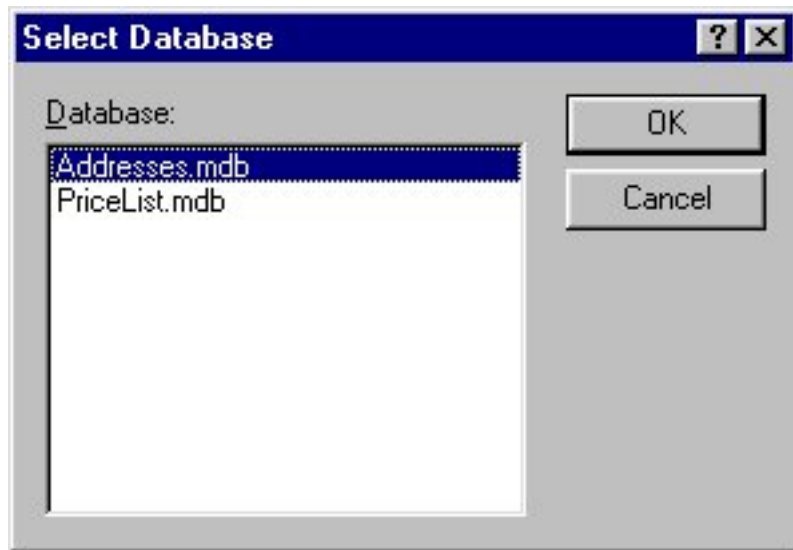 Select Database
Database:
OK
Addresses.mdb
PriceList.mdb
Cancel